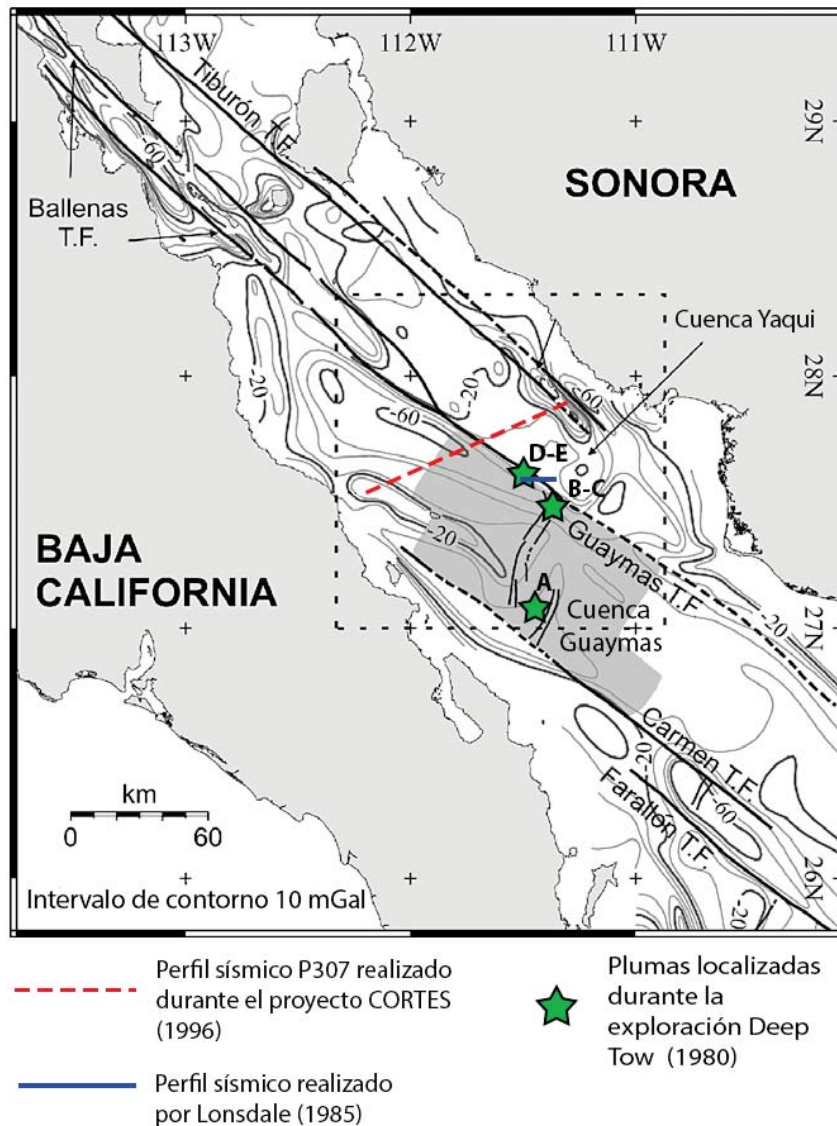 113W
112W
111W
Tiburón T.F.
29N
-60
SONORA
Ballenas
T.F.
Cuenca Yaqui
-20
-20
-60
28N
-60
D-E
B-C
Guaymas T.F.
-20
BAJA
CALIFORNIA
A
Cuenca
Guaymas
27N
-20
Carmen T.F.
-20
Farallón T.F.
-60
km
0 60
26N
-20
Intervalo de contorno 10 mGal
Perfil sísmico P307 realizado
durante el proyecto CORTES
(1996)
Plumas localizadas
durante la
exploración Deep
Tow (1980)
Perfil sísmico realizado
por Lonsdale (1985)